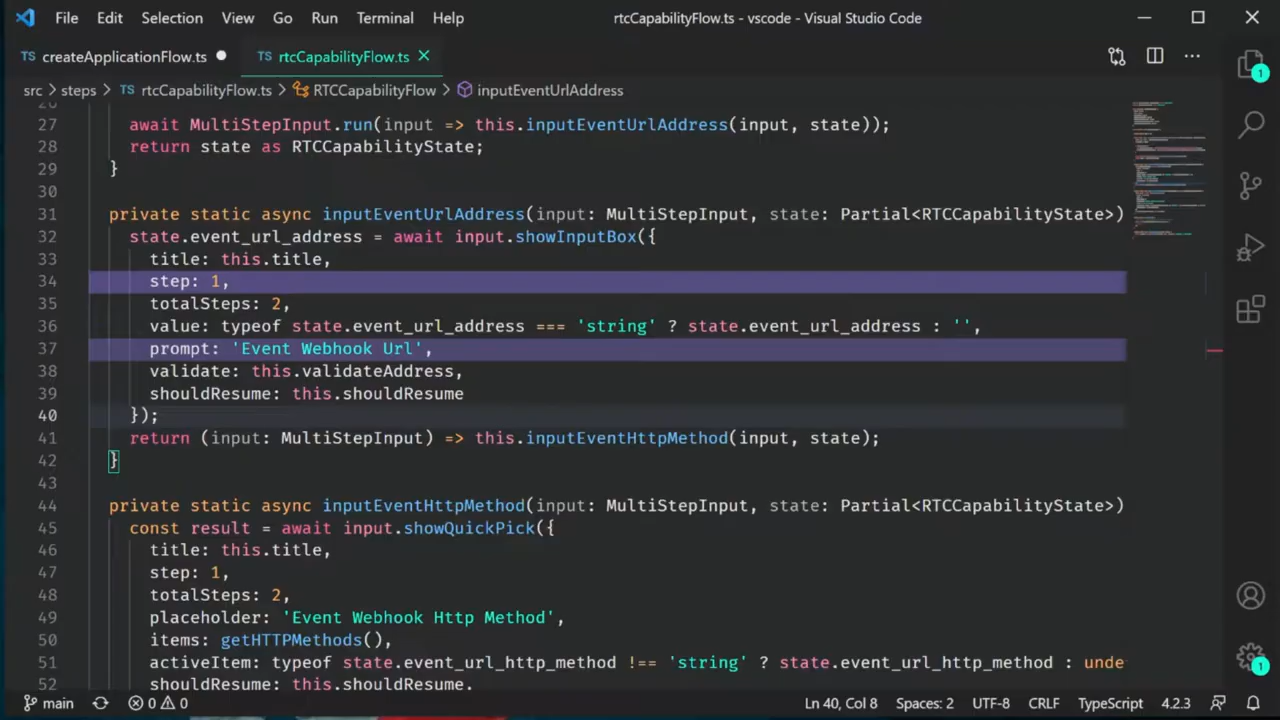 File Edit Selection View Go Run Terminal Help rtcCapabilityFlow.ts - vscode - Visual Studio Code
TS createApplicationFlow.ts TS rtcCapabilityFlow.ts
src > steps > TS rtcCapabilityFlow.ts > RTCCapabilityFlow > inputEventUrlAddress
1
26
27 await MultiStepInput.run(input => this.inputEventUrlAddress(input, state));
28 return state as RTCCapabilityState;
29 }
30
31 private static async inputEventUrlAddress(input: MultiStepInput, state: Partial<RTCCapabilityState>)
32 state.event_url_address = await input.showInputBox({
33 title: this.title,
34 step: 1,
35 totalSteps: 2,
36 value: typeof state.event_url_address === 'string' ? state.event_url_address : '',
37 prompt: 'Event Webhook Url',
38 validate: this.validateAddress,
39 shouldResume: this.shouldResume
40 });
41 return (input: MultiStepInput) => this.inputEventHttpMethod(input, state);
42 }
43
44 private static async inputEventHttpMethod(input: MultiStepInput, state: Partial<RTCCapabilityState>)
45 const result = await input.showQuickPick({
46 title: this.title,
47 step: 1,
48 totalSteps: 2,
49 placeholder: 'Event Webhook Http Method',
50 items: getHTTPMethods(),
51 activeItem: typeof state.event_url_http_method !== 'string' ? state.event_url_http_method : unde
52 shouldResume: this.shouldResume.
1
main 0 0 Ln 40, Col 8 Spaces: 2 UTF-8 CRLF TypeScript 4.2.3